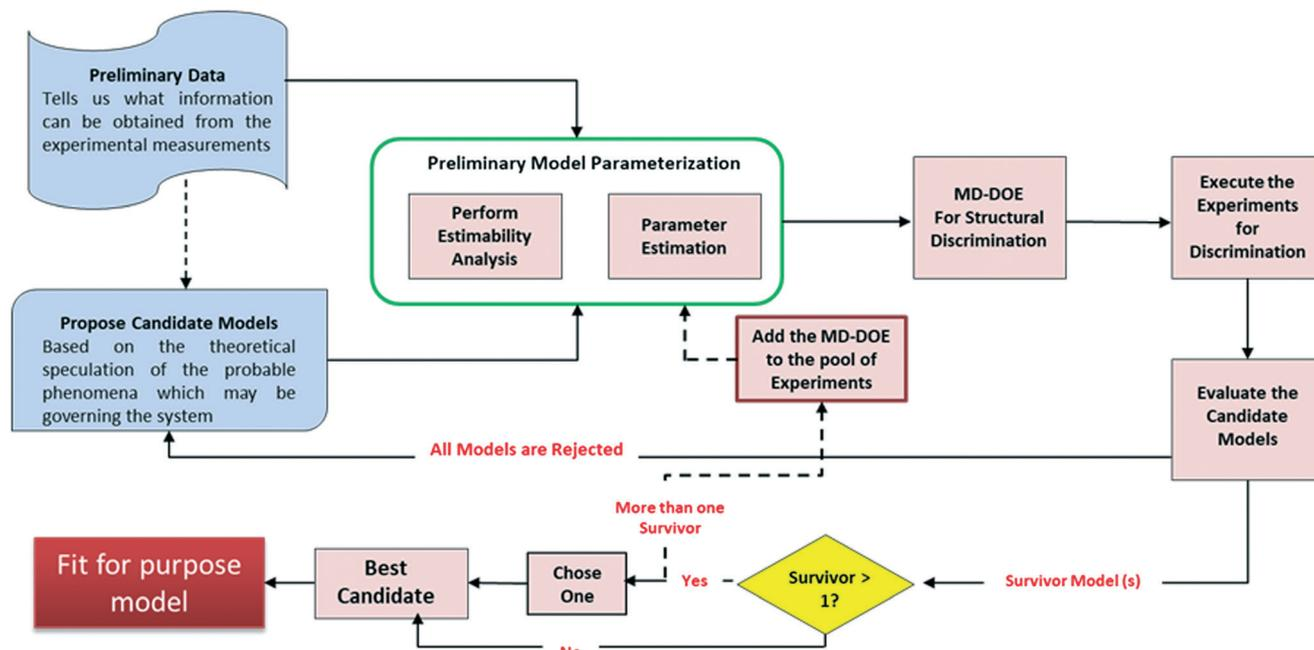 Preliminary Data
Tells us what information
can be obtained from the
experimental measurements
Preliminary Model Parameterization
Perform
Estimability
Analysis
Parameter
Estimation
MD-DOE
For Structural
Discrimination
Execute the
Experiments
for
Discrimination
Propose Candidate Models
Based on the theoretical
speculation of the probable
phenomena which may be
governing the system
Add the MD-DOE
to the pool of
Experiments
Evaluate the
Candidate
Models
All Models are Rejected
More than one
Survivor
Fit for purpose
model
Best
Candidate
Chose
One
Yes
Survivor >
1?
Survivor Model (s)